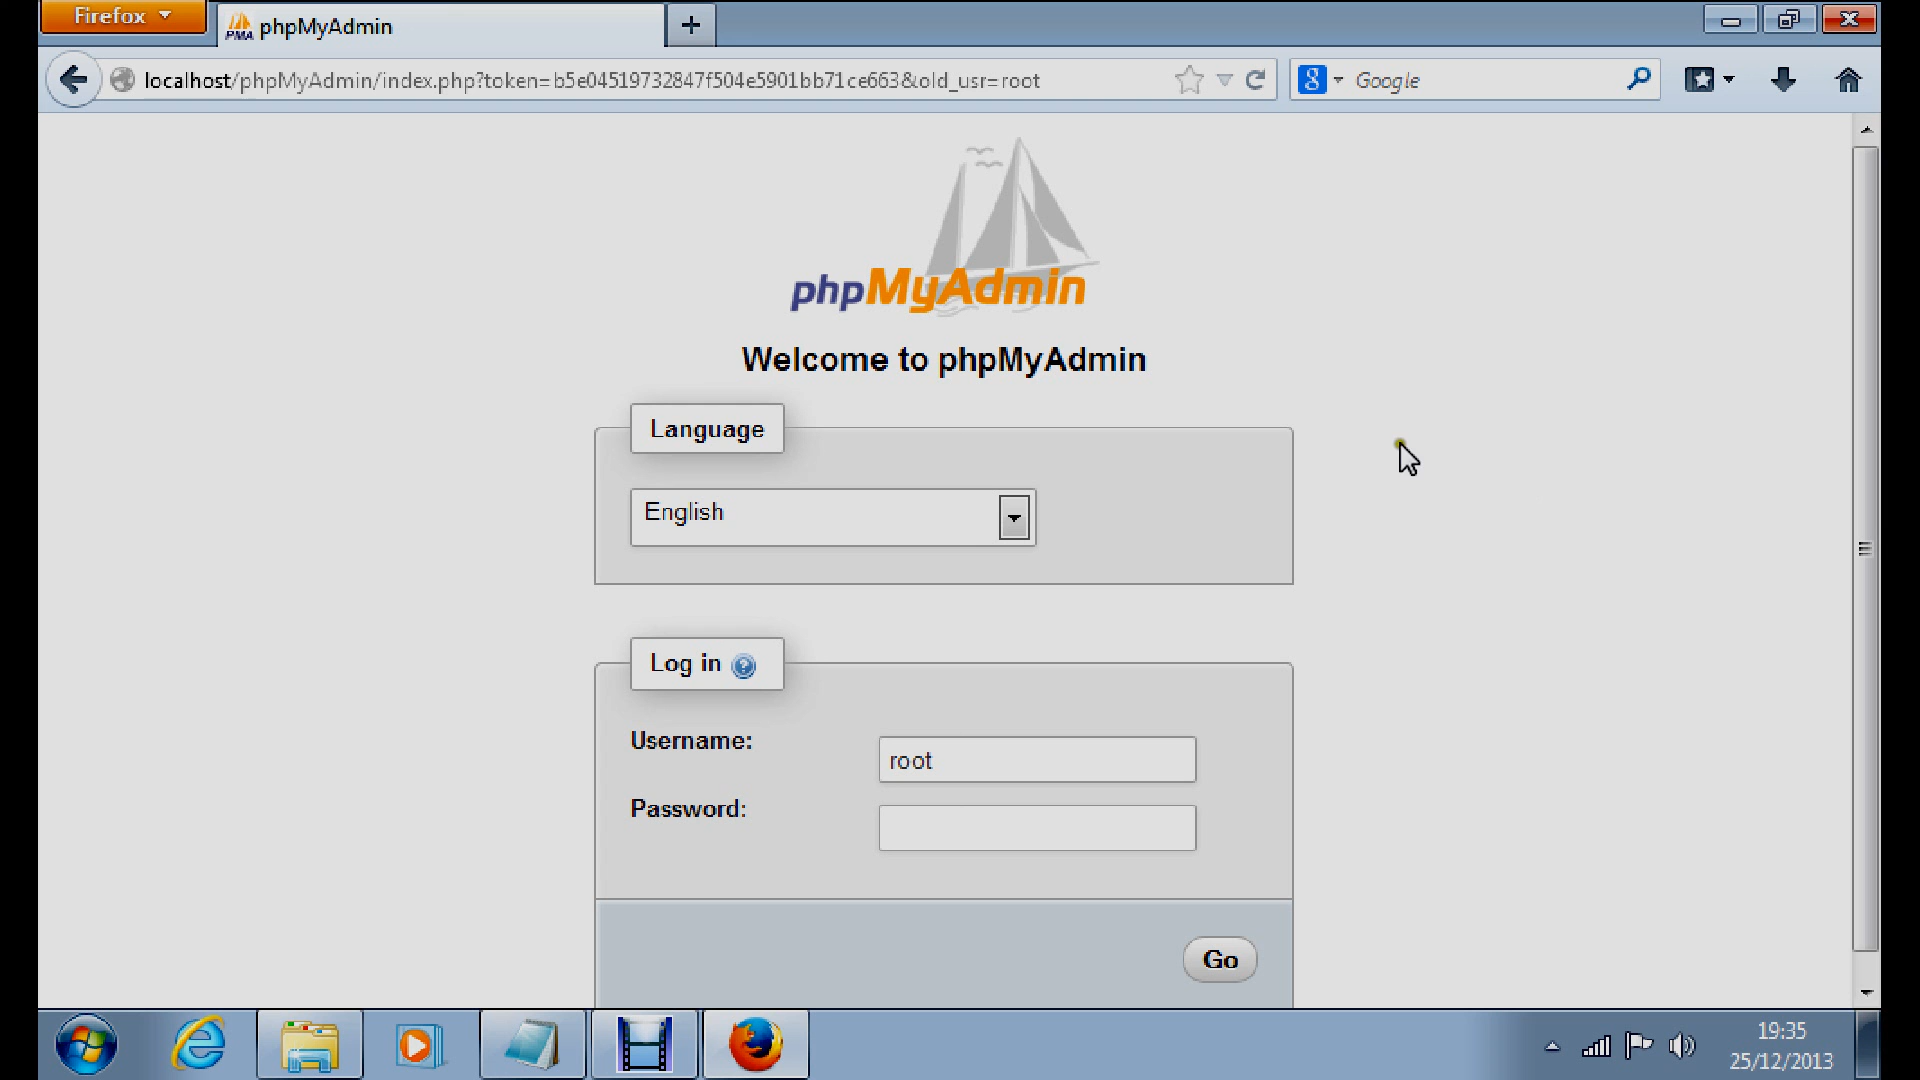 Firefox
phpMyAdmin
localhost/phpMyAdmin/index.php?token=b5e04519732847f504e5901bb71ce663&old_usr=root
Google
phpMyAdmin
Welcome to phpMyAdmin
Language
English
Log in
Username:
root
Password:
Go
19:35
25/12/2013